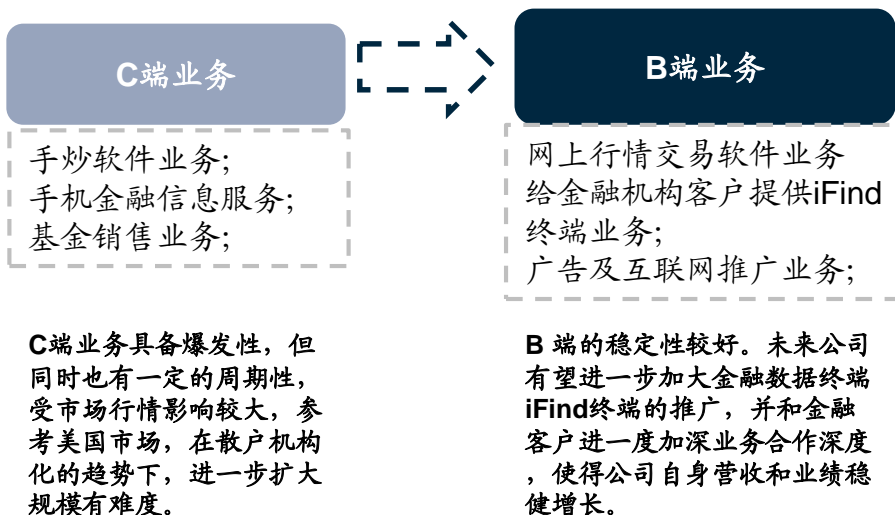 C端业务
手炒软件业务;
手机金融信息服务;
基金销售业务;
C端业务具备爆发性，但
同时也有一定的周期性，
受市场行情影响较大，参
考美国市场，在散户机构
化的趋势下，进一步扩大
规模有难度。
B端业务
网上行情交易软件业务
给金融机构客户提供iFind
终端业务;
广告及互联网推广业务;
B 端的稳定性较好。未来公司
有望进一步加大金融数据终端
iFind终端的推广，并和金融
客户进一度加深业务合作深度
，使得公司自身营收和业绩稳
健增长。